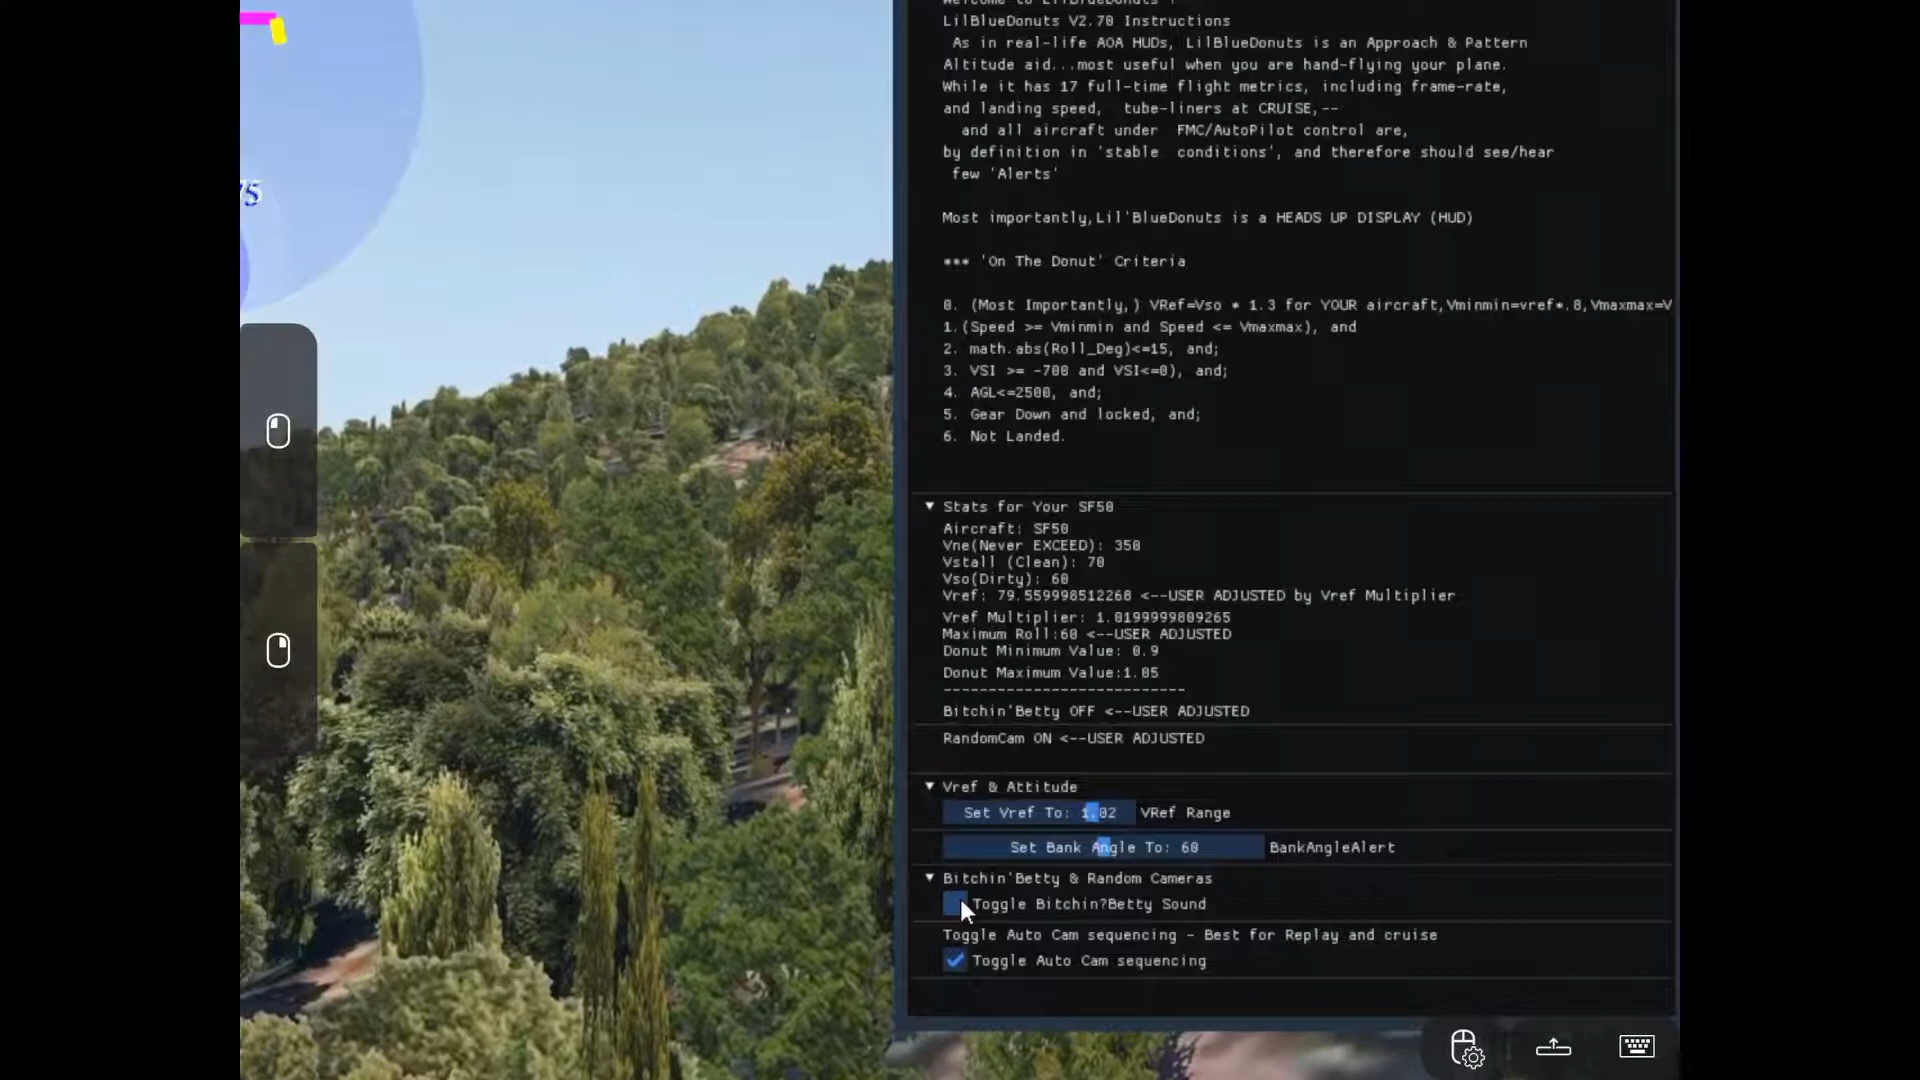 Welcome to LilBlueDonuts !
LilBlueDonuts V2.70 Instructions
As in real-life AOA HUDs, LilBlueDonuts is an Approach & Pattern
Altitude aid...most useful when you are hand-flying your plane.
While it has 17 full-time flight metrics, including frame-rate,
and landing speed, tube-liners at CRUISE,--
and all aircraft under FMC/AutoPilot control are,
by definition in 'stable conditions', and therefore should see/hear
few 'Alerts'
75
Most importantly,Lil'BlueDonuts is a HEADS UP DISPLAY (HUD)
*** 'On The Donut' Criteria
0. (Most Importantly,) VRef=Vso * 1.3 for YOUR aircraft,Vminmin=vref*.8,Vmaxmax=V
1.(Speed >= Vminmin and Speed <= Vmaxmax), and
2. math.abs(Roll_Deg)<=15, and;
3. VSI >= -700 and VSI<=0), and;
4. AGL<=2500, and;
5. Gear Down and locked, and;
6. Not Landed.
Stats for Your SF50
Aircraft: SF50
Vne(Never EXCEED): 350
Vstall (Clean): 70
Vso(Dirty): 60
Vref: 79.559998512268 <--USER ADJUSTED by Vref Multiplier
Vref Multiplier: 1.0199999809265
Maximum Roll:60 <--USER ADJUSTED
Donut Minimum Value: 0.9
Donut Maximum Value:1.05
---------------------------
Bitchin'Betty OFF <--USER ADJUSTED
RandomCam ON <--USER ADJUSTED
Vref & Attitude
Set Vref To: 1.02 VRef Range
Set Bank Angle To: 60 BankAngleAlert
Bitchin'Betty & Random Cameras
Toggle Bitchin?Betty Sound
Toggle Auto Cam sequencing - Best for Replay and cruise
Toggle Auto Cam sequencing